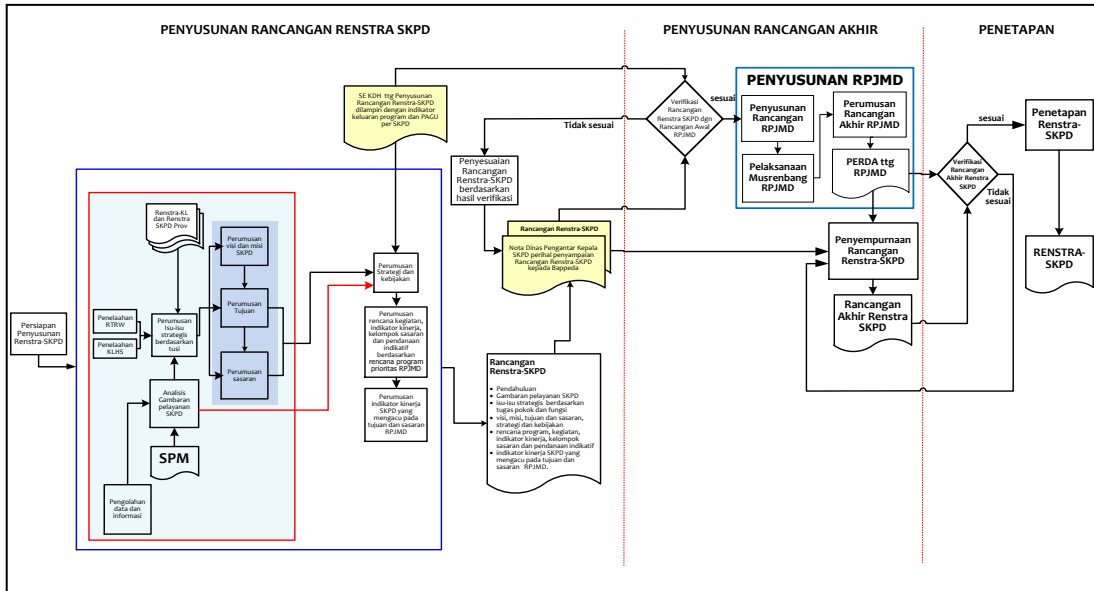 PENYUSUNAN RANCANGAN RENSTRA SKPD
PENYUSUNAN RANCANGAN AKHIR
PENETAPAN
SE KDH ttg Penyusunan
Rancangan Renstra-SKPD
dilampiri dengan indikator
keluaran program dan PAGU
per SKPD
Tidak sesuai
Verifikasi
Rancangan
Renstra SKPD dgn
Rancangan Awal
RPJMD
sesuai
PENYUSUNAN RPJMD
Penyusunan
Rancangan
RPJMD
Perumusan
Rancangan
Akhir RPJMD
Pelaksanaan
Musrenbang
RPJMD
PERDA ttg
RPJMD
sesuai
Penetapan
Renstra-
SKPD
Verifikasi
Rancangan
Akhir Renstra
SKPD
Tidak
sesuai
RENSTRA-
SKPD
Penyesuaian
Rancangan
Renstra-SKPD
berdasarkan
hasil verifikasi
Rancangan Renstra-SKPD
Nota Dinas Pengantar Kepala
SKPD perihal penyampaian
Rancangan Renstra-SKPD
kepada Bappeda
Penyempurnaan
Rancangan
Renstra-SKPD
Rancangan
Akhir Renstra
SKPD
Renstra-KL
dan Renstra
SKPD Prov
Perumusan
visi dan misi
SKPD
Perumusan
Strategi dan
kebijakan
Perumusan
Tujuan
Persiapan
Penyusunan
Renstra-SKPD
Penelaahan
RTRW
Penelaahan
KLHS
Perumusan
Isu-isu
strategis
berdasarkan
tusi
Perumusan
sasaran
Perumusan
rencana kegiatan,
indikator kinerja,
kelompok sasaran
dan pendanaan
indikatif
berdasarkan
rencana program
prioritas RPJMD
Analisis
Gambaran
pelayanan
SKPD
Perumusan
indikator
kinerja SKPD yang
mengacu pada
tujuan dan sasaran
RPJMD
SPM
Pengolahan
data dan
informasi
Rancangan
Renstra-SKPD
• Pendahuluan
• Gambaran pelayanan SKPD
• isu-isu strategis berdasarkan
tugas pokok dan fungsi
• visi, misi, tujuan dan sasaran,
strategi dan kebijakan
• rencana program, kegiatan,
indikator kinerja, kelompok
sasaran dan pendanaan indikatif
• indikator kinerja SKPD yang
mengacu pada tujuan dan
sasaran RPJMD.